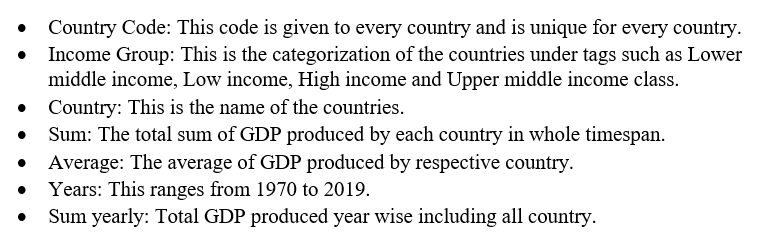 • Country Code: This code is given to every country and is unique for every country.
• Income Group: This is the categorization of the countries under tags such as Lower
middle income, Low income, High income and Upper middle income class.
• Country: This is the name of the countries.
• Sum: The total sum of GDP produced by each country in whole timespan.
• Average: The average of GDP produced by respective country.
• Years: This ranges from 1970 to 2019.
• Sum yearly: Total GDP produced year wise including all country.